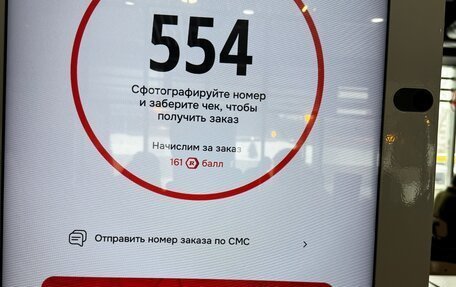 554
Сфотографируйте номер
и заберите чек, чтобы
получить заказ
Начислим за заказ
161 R балл
Отправить номер заказа по СМС